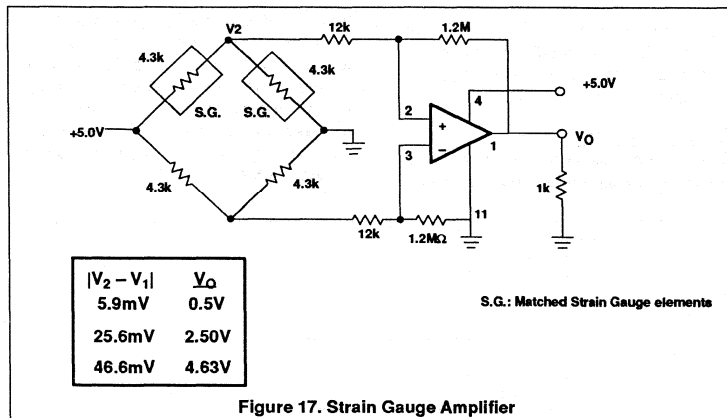 V2
12k
1.2M
4.3k
4.3k
+5.0V
4
2
S.G.
S.G.
+
+5.0V
1
VO
–
3
4.3k
4.3k
1k
11
12k
1.2MΩ
|V2 – V1| VO
5.9mV 0.5V
25.6mV 2.50V
46.6mV 4.63V
S.G.: Matched Strain Gauge elements
Figure 17. Strain Gauge Amplifier